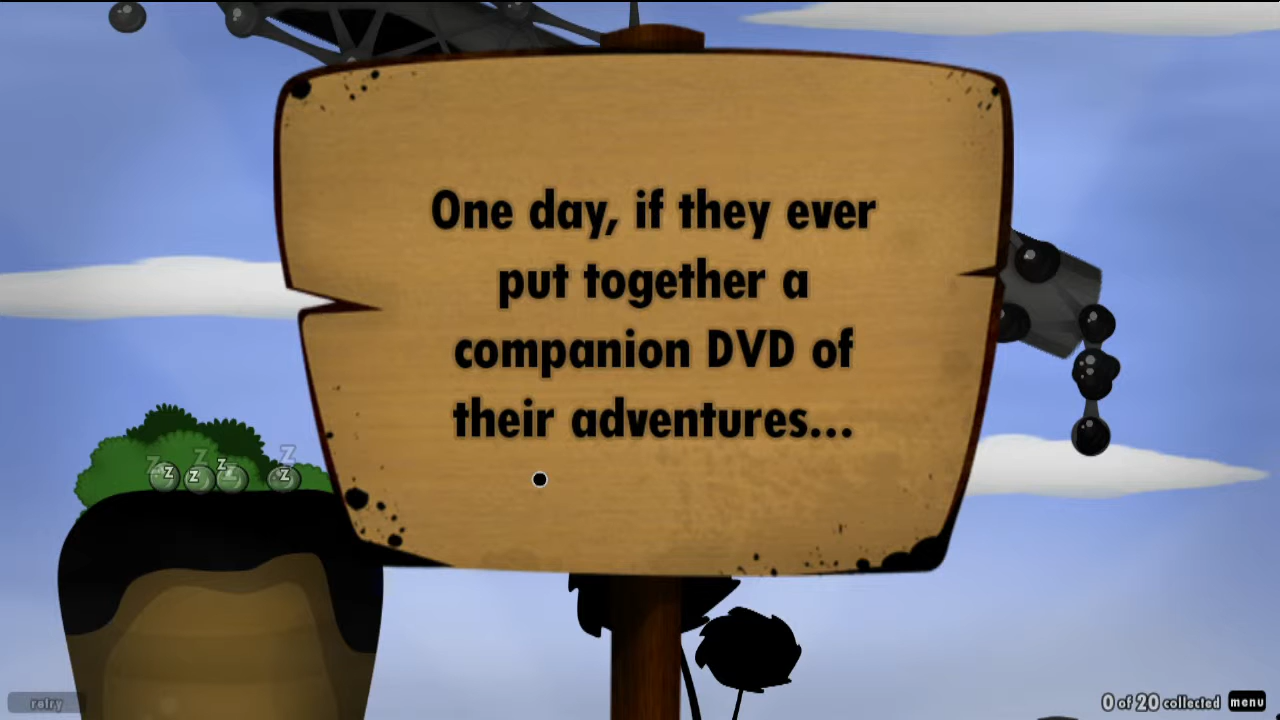 One day, if they ever
put together a
companion DVD of
their adventures...
Z Z Z Z Z Z Z Z
retry
0 of 20 collected menu